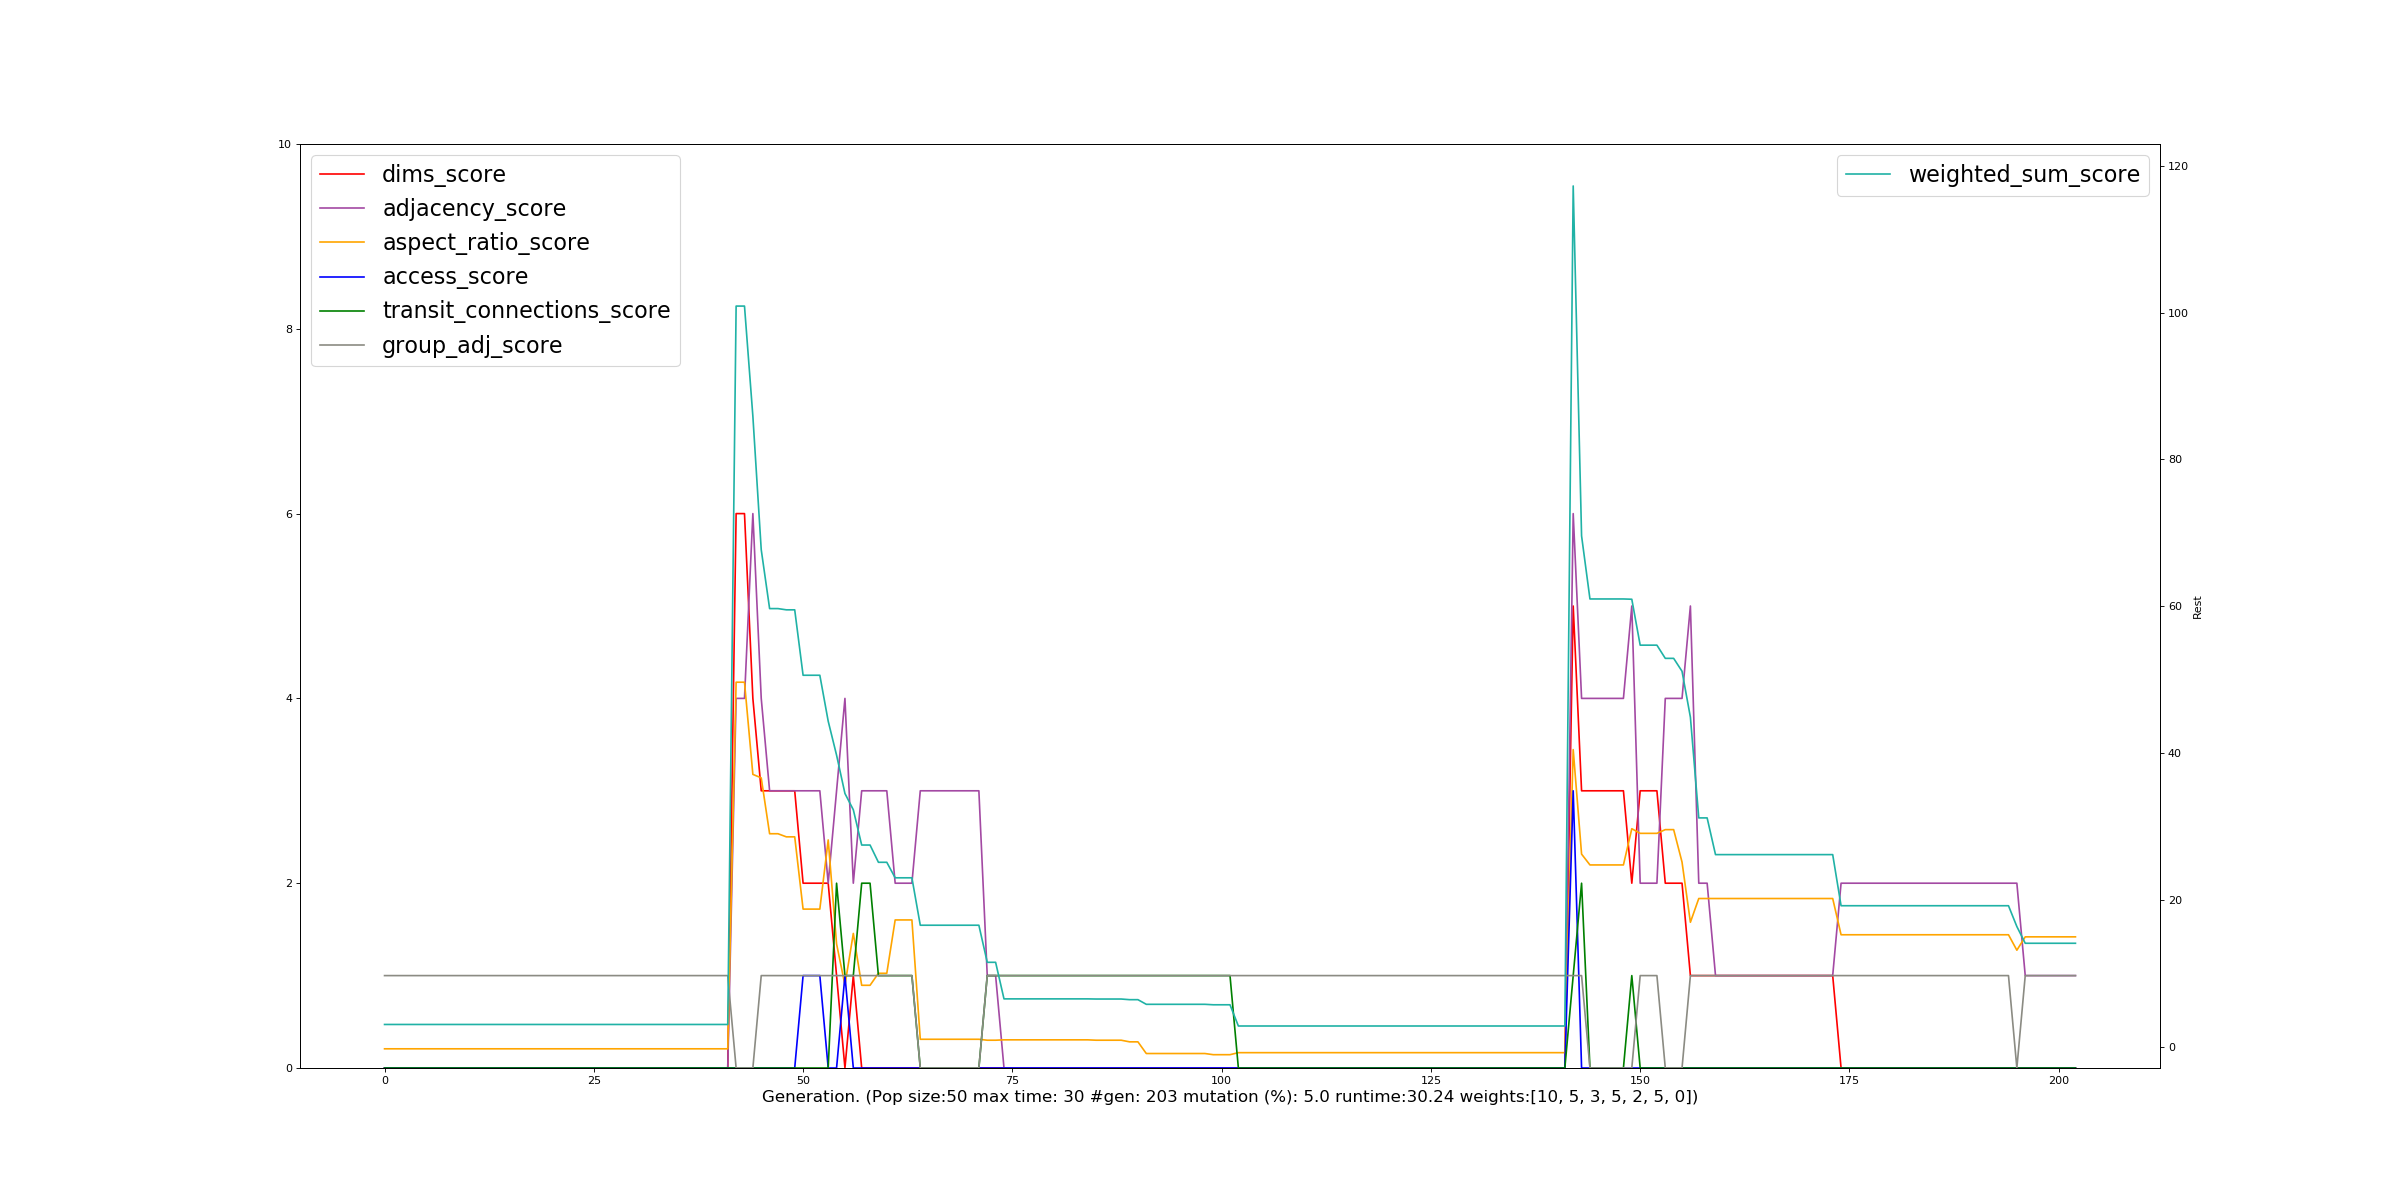 10
8
6
4
2
0
dims_score
adjacency_score
aspect_ratio_score
access_score
transit_connections_score
group_adj_score
weighted_sum_score
120
100
80
60
40
20
0
Rest
0 25 50 75 100 125 150 175 200
Generation. (Pop size:50 max time: 30 #gen: 203 mutation (%): 5.0 runtime:30.24 weights:[10, 5, 3, 5, 2, 5, 0])